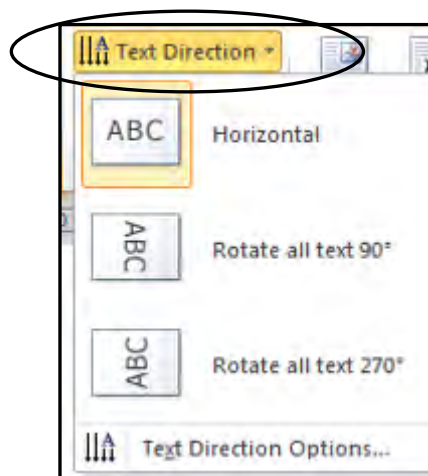 Text Direction
ABC Horizontal
ABC Rotate all text 90°
ABC Rotate all text 270°
Text Direction Options...